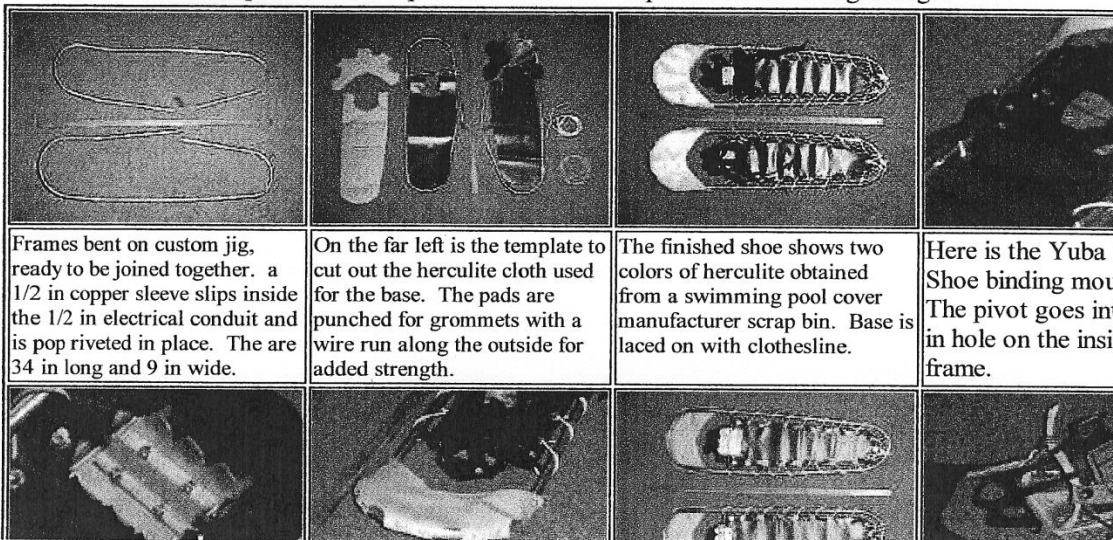 Frames bent on custom jig,
ready to be joined together. a
1/2 in copper sleeve slips inside
the 1/2 in electrical conduit and
is pop riveted in place. The are
34 in long and 9 in wide.
On the far left is the template to
cut out the herculite cloth used
for the base. The pads are
punched for grommets with a
wire run along the outside for
added strength.
The finished shoe shows two
colors of herculite obtained
from a swimming pool cover
manufacturer scrap bin. Base is
laced on with clothesline.
Here is the Yuba
Shoe binding
The pivot goes
in hole on the
frame.